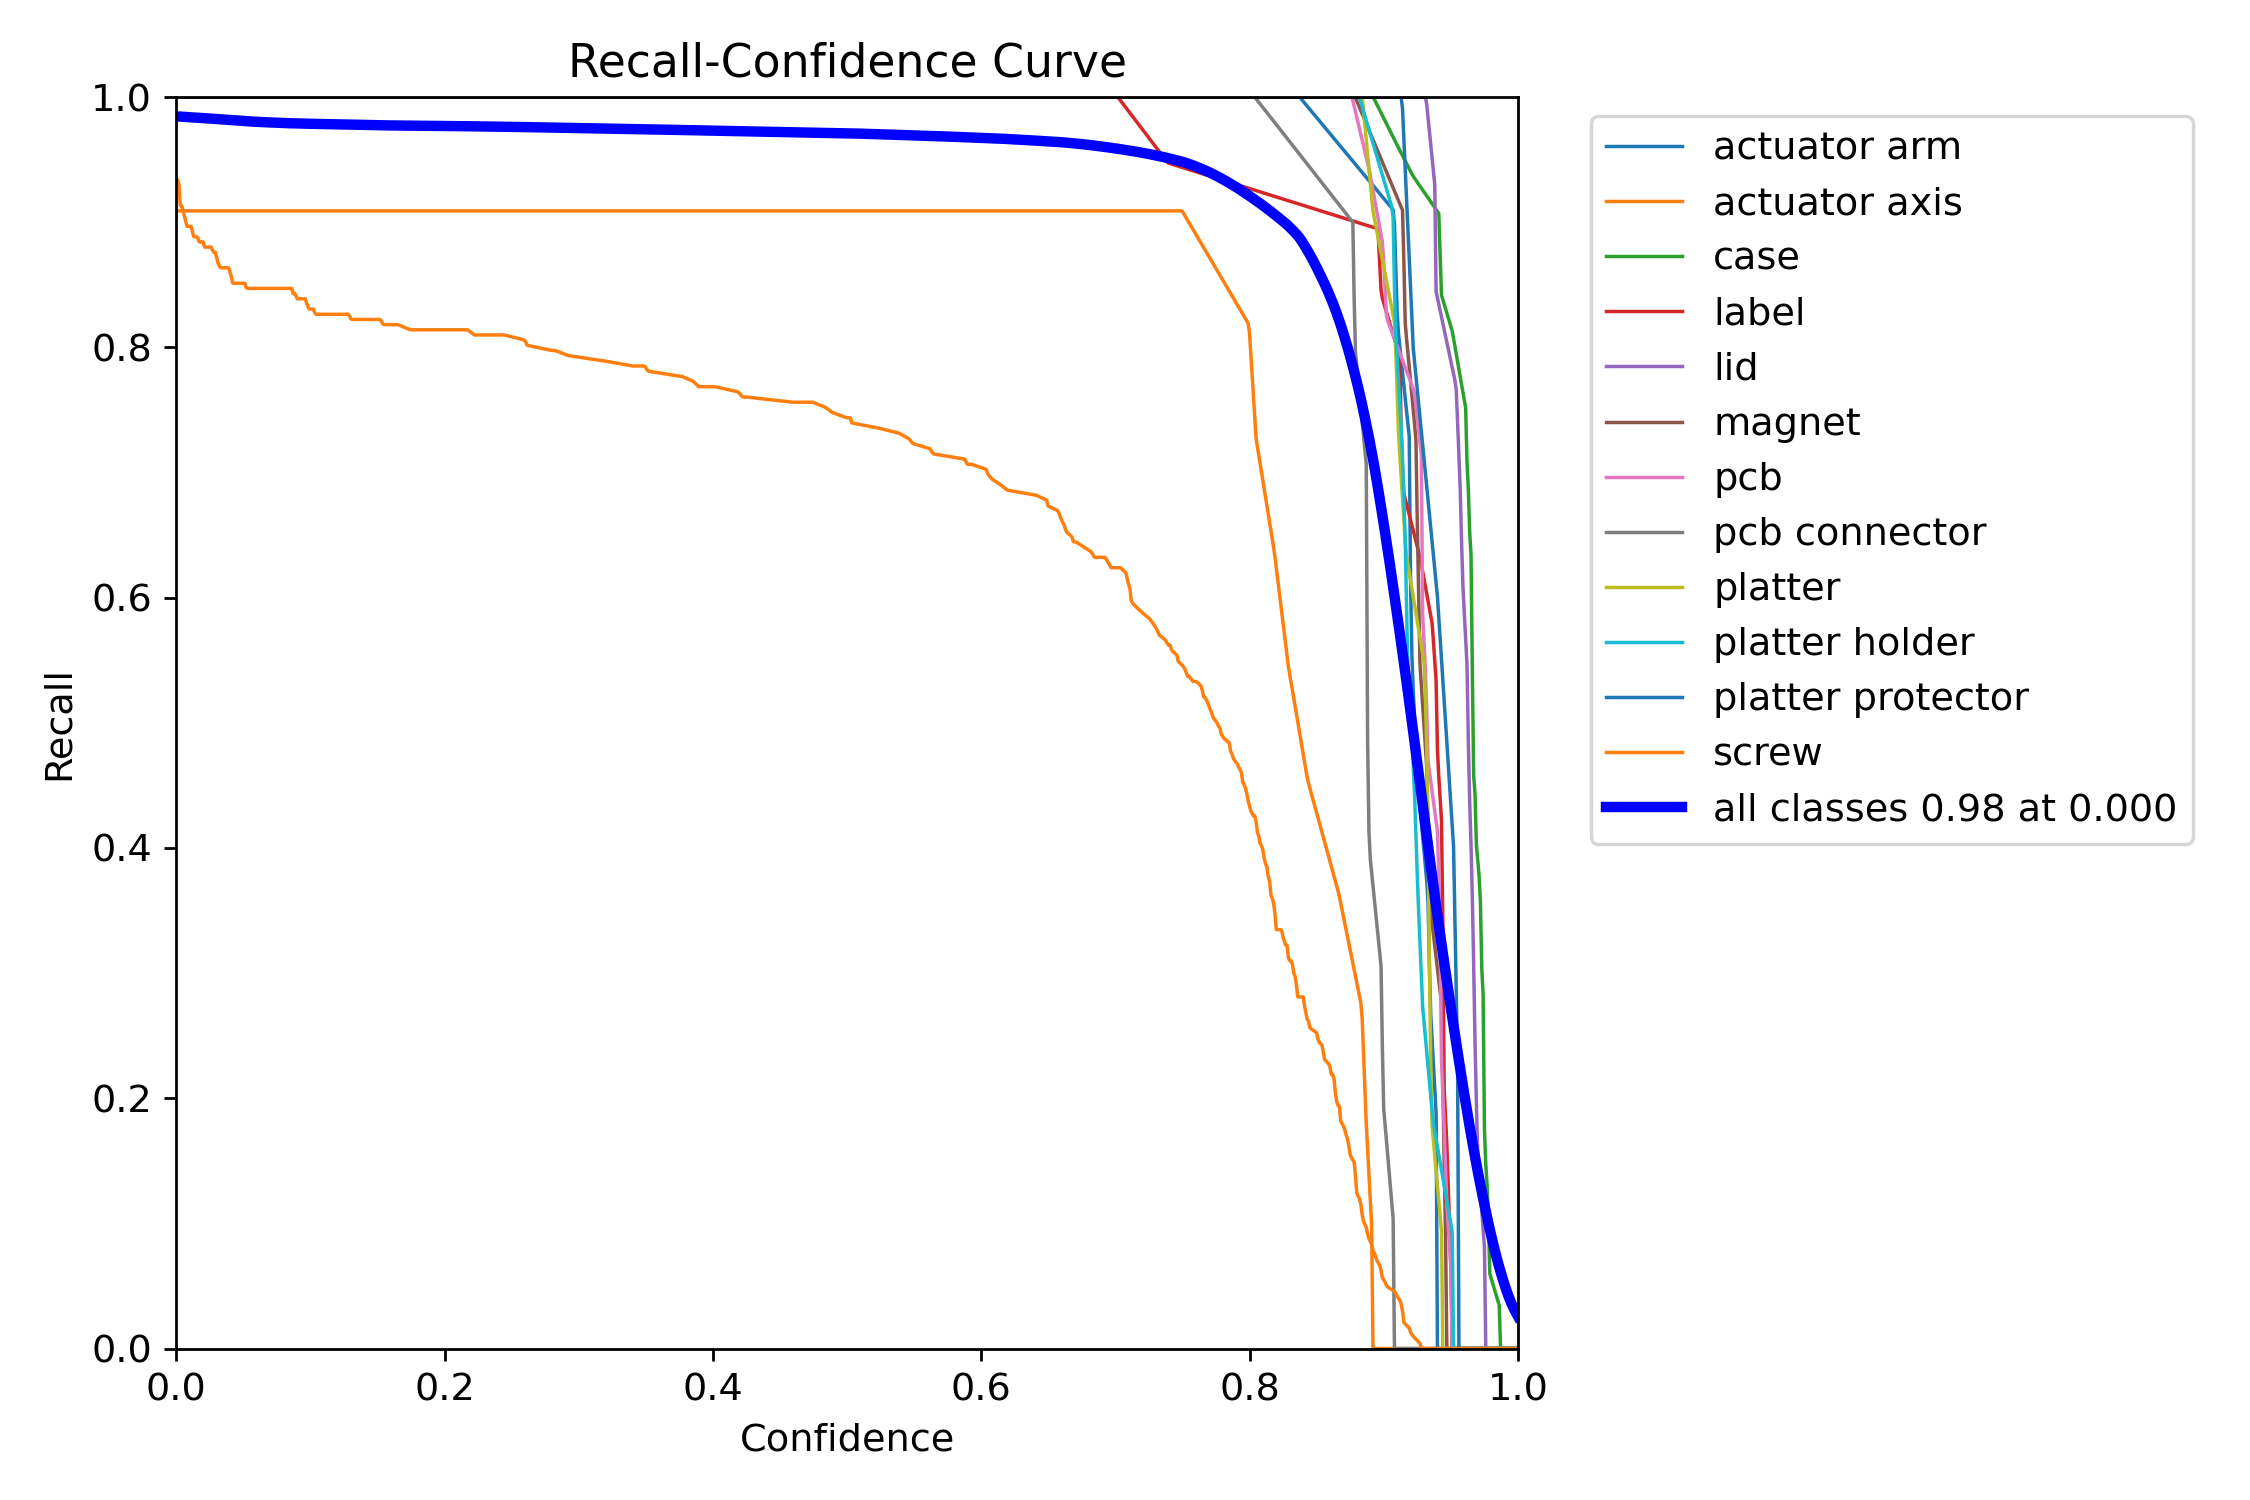 Recall-Confidence Curve
1.0
0.8
0.6
0.4
0.2
0.0
Recall
0.0 0.2 0.4 0.6 0.8 1.0
Confidence
actuator arm
actuator axis
case
label
lid
magnet
pcb
pcb connector
platter
platter holder
platter protector
screw
all classes 0.98 at 0.000